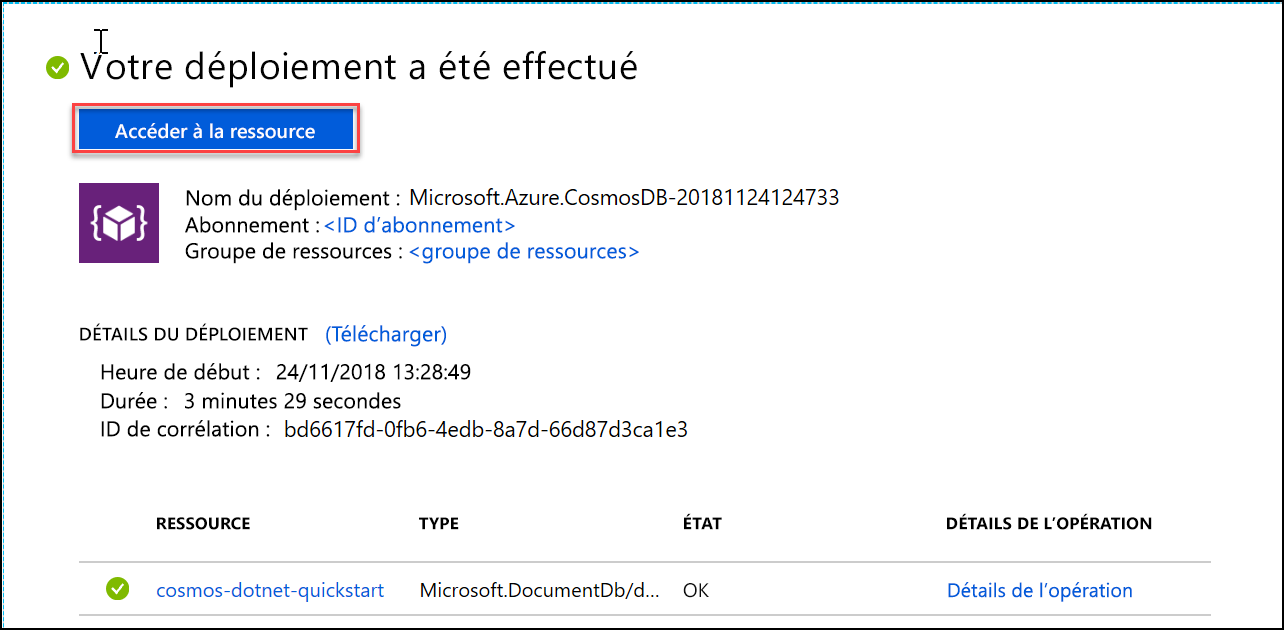 Votre déploiement a été effectué
Accéder à la ressource
Nom du déploiement : Microsoft.Azure.CosmosDB-20181124124733
Abonnement : <ID d’abonnement>
Groupe de ressources : <groupe de ressources>
DÉTAILS DU DÉPLOIEMENT (Télécharger)
Heure de début : 24/11/2018 13:28:49
Durée : 3 minutes 29 secondes
ID de corrélation : bd6617fd-0fb6-4edb-8a7d-66d87d3ca1e3
RESSOURCE TYPE ÉTAT DÉTAILS DE L’OPÉRATION
cosmos-dotnet-quickstart Microsoft.DocumentDb/d... OK Détails de l’opération